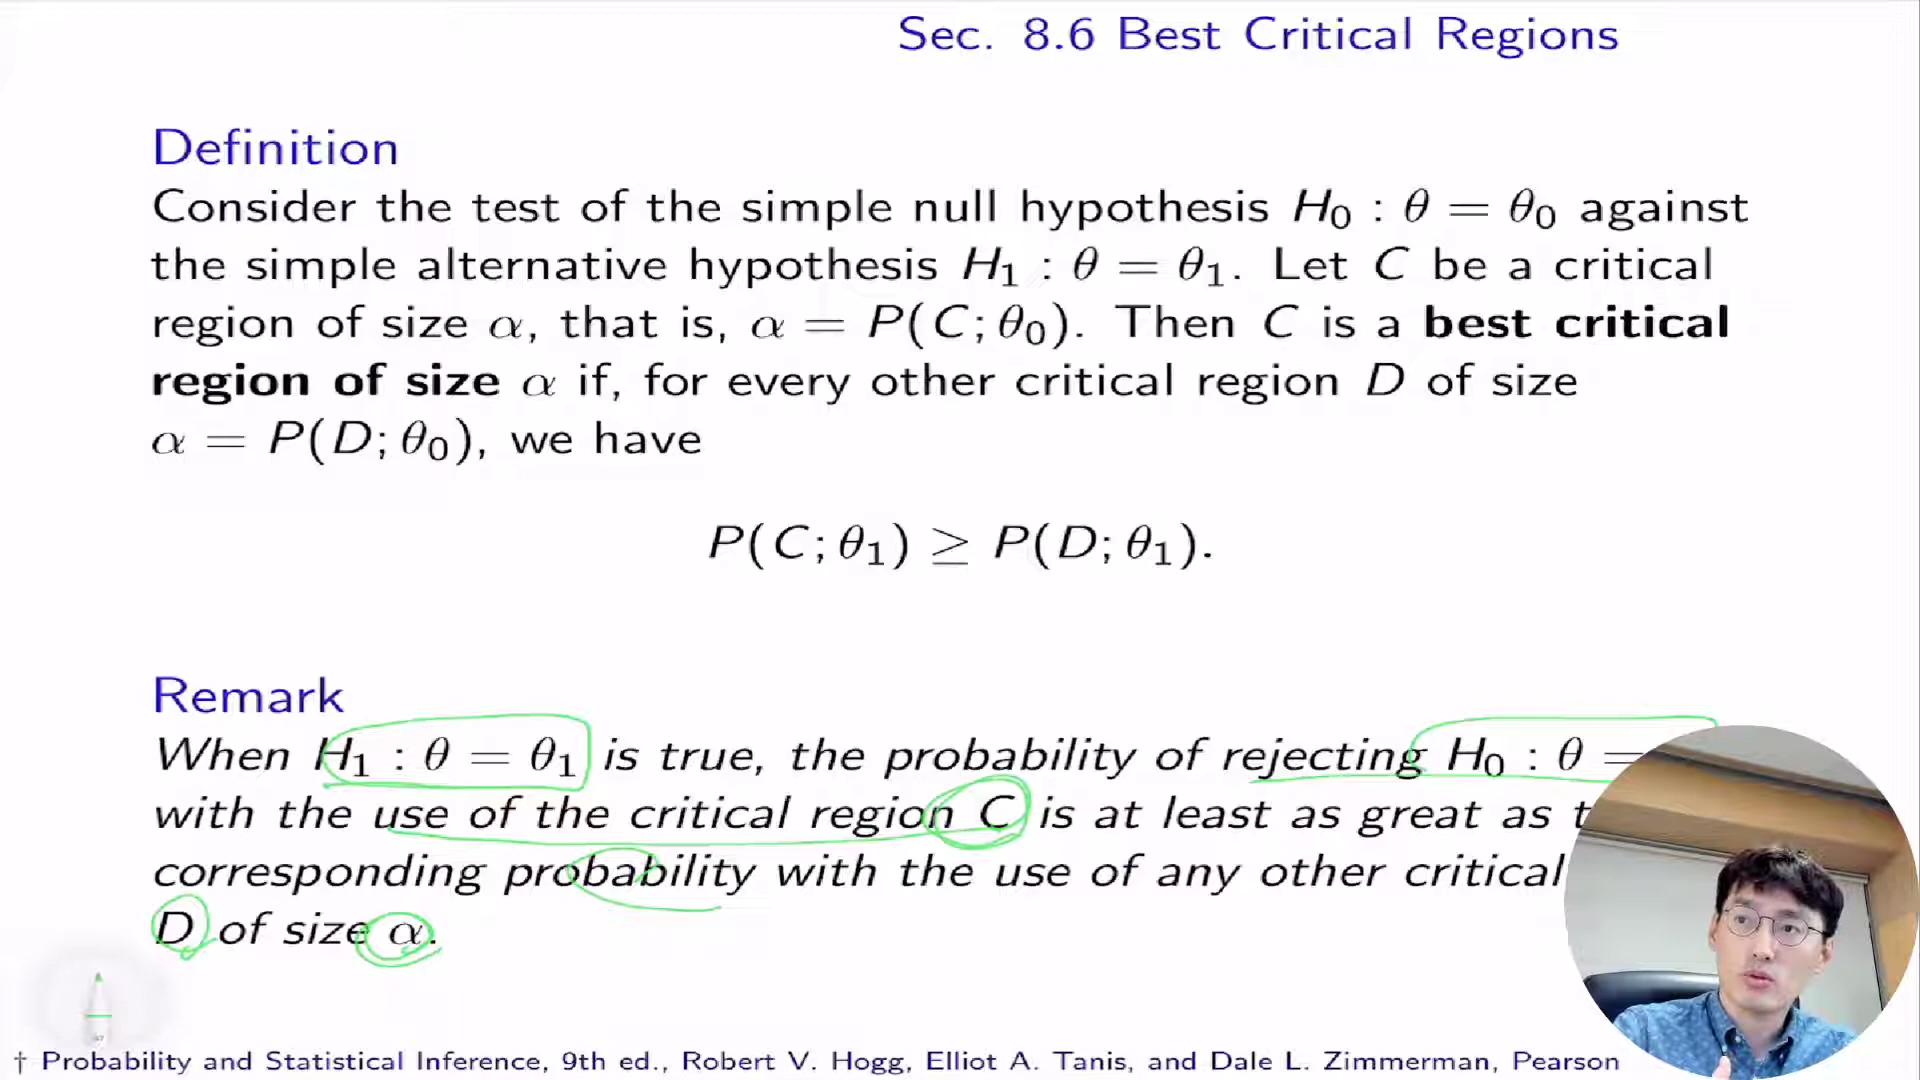 Sec. 8.6 Best Critical Regions
Definition
Consider the test of the simple null hypothesis H₀ : θ = θ₀ against
the simple alternative hypothesis H₁ : θ = θ₁. Let C be a critical
region of size α, that is, α = P(C; θ₀). Then C is a best critical
region of size α if, for every other critical region D of size
α = P(D; θ₀), we have
P(C; θ₁) ≥ P(D; θ₁).
Remark
When H₁ : θ = θ₁ is true, the probability of rejecting H₀ : θ =
with the use of the critical region C is at least as great as
corresponding probability with the use of any other critical
D of size α.
† Probability and Statistical Inference, 9th ed., Robert V. Hogg, Elliot A. Tanis, and Dale L. Zimmerman, Pearson